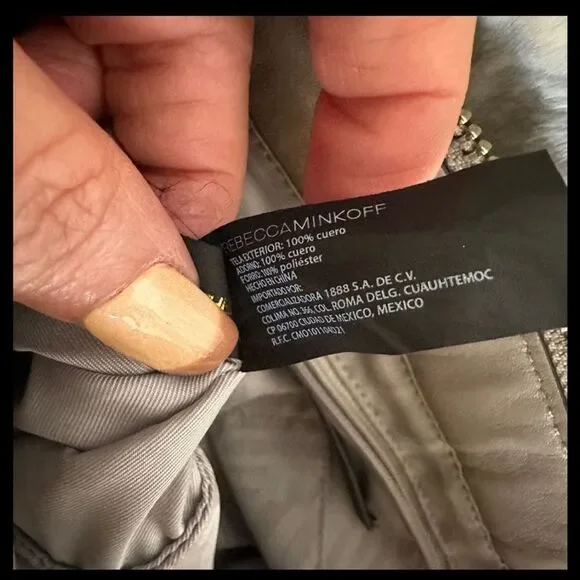 REBECCAMINKOFF
TELA EXTERIOR: 100% cuero
ADORNO: 100% cuero
FORRO: 100% poliéster
HECHO EN CHINA
IMPORTADO POR:
COMERCIALIZADORA 1888 S.A. DE C.V.
COLIMA NO. 366, COL. ROMA DELG. CUAUHTEMOC
CP 06700 CIUDAD DE MEXICO, MEXICO
R.F.C. CMO101104D21